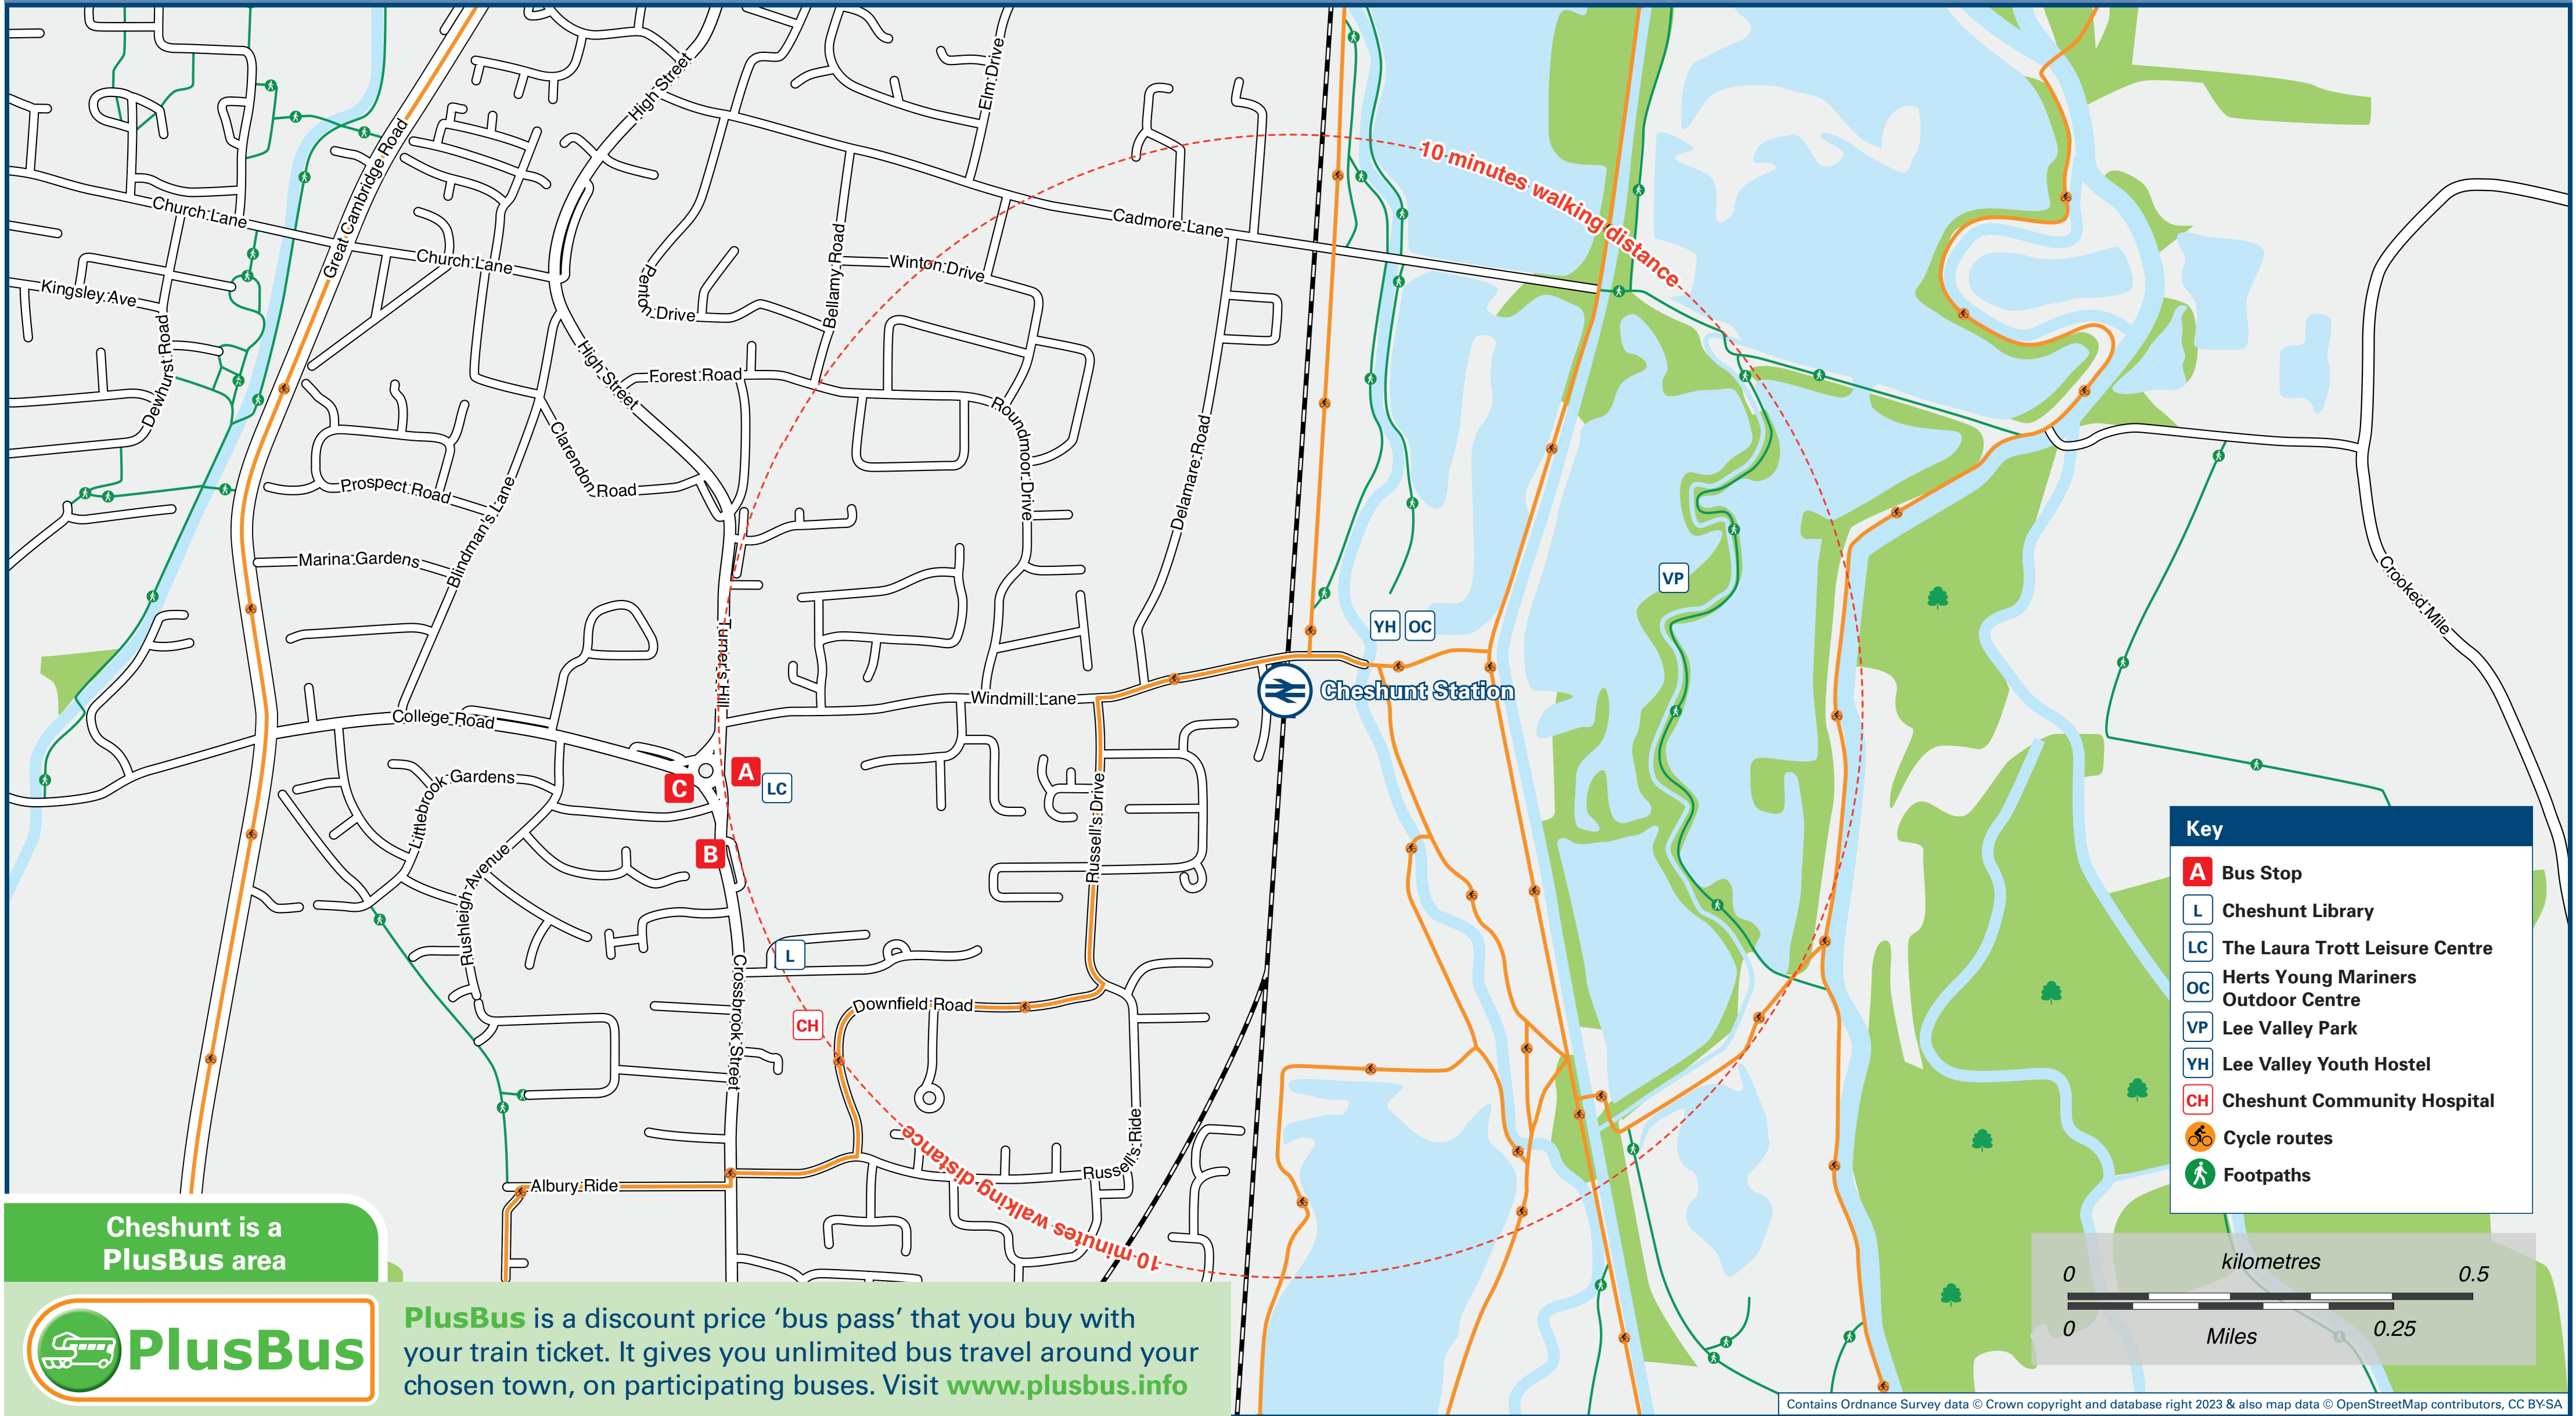 High Street
Elm Drive
Great Cambridge Road
Church Lane
Church Lane
Cadmore Lane
10 minutes walking distance
Kingsley Ave
Penton Drive
Bellamy Road
Winton Drive
Dewhurst Road
High Street
Forest Road
Roundmoor Drive
Clarendon Road
Delamare Road
Prospect Road
Blindman's Lane
Marina Gardens
Crooked Mile
VP
YH
OC
Turner's Hill
Windmill Lane
Cheshunt Station
College Road
A
C
LC
B
Littlebrook Gardens
Russell's Drive
Rushleigh Avenue
L
Crossbrook Street
Downfield Road
CH
Russell's Ride
Albury Ride
10 minutes walking distance
Key
A Bus Stop
L Cheshunt Library
LC The Laura Trott Leisure Centre
OC Herts Young Mariners
Outdoor Centre
VP Lee Valley Park
YH Lee Valley Youth Hostel
CH Cheshunt Community Hospital
Cycle routes
Footpaths
kilometres
0 0.5
0 Miles 0.25
Cheshunt is a
PlusBus area
PlusBus
PlusBus is a discount price ‘bus pass’ that you buy with
your train ticket. It gives you unlimited bus travel around your
chosen town, on participating buses. Visit www.plusbus.info
Contains Ordnance Survey data © Crown copyright and database right 2023 & also map data © OpenStreetMap contributors, CC BY-SA